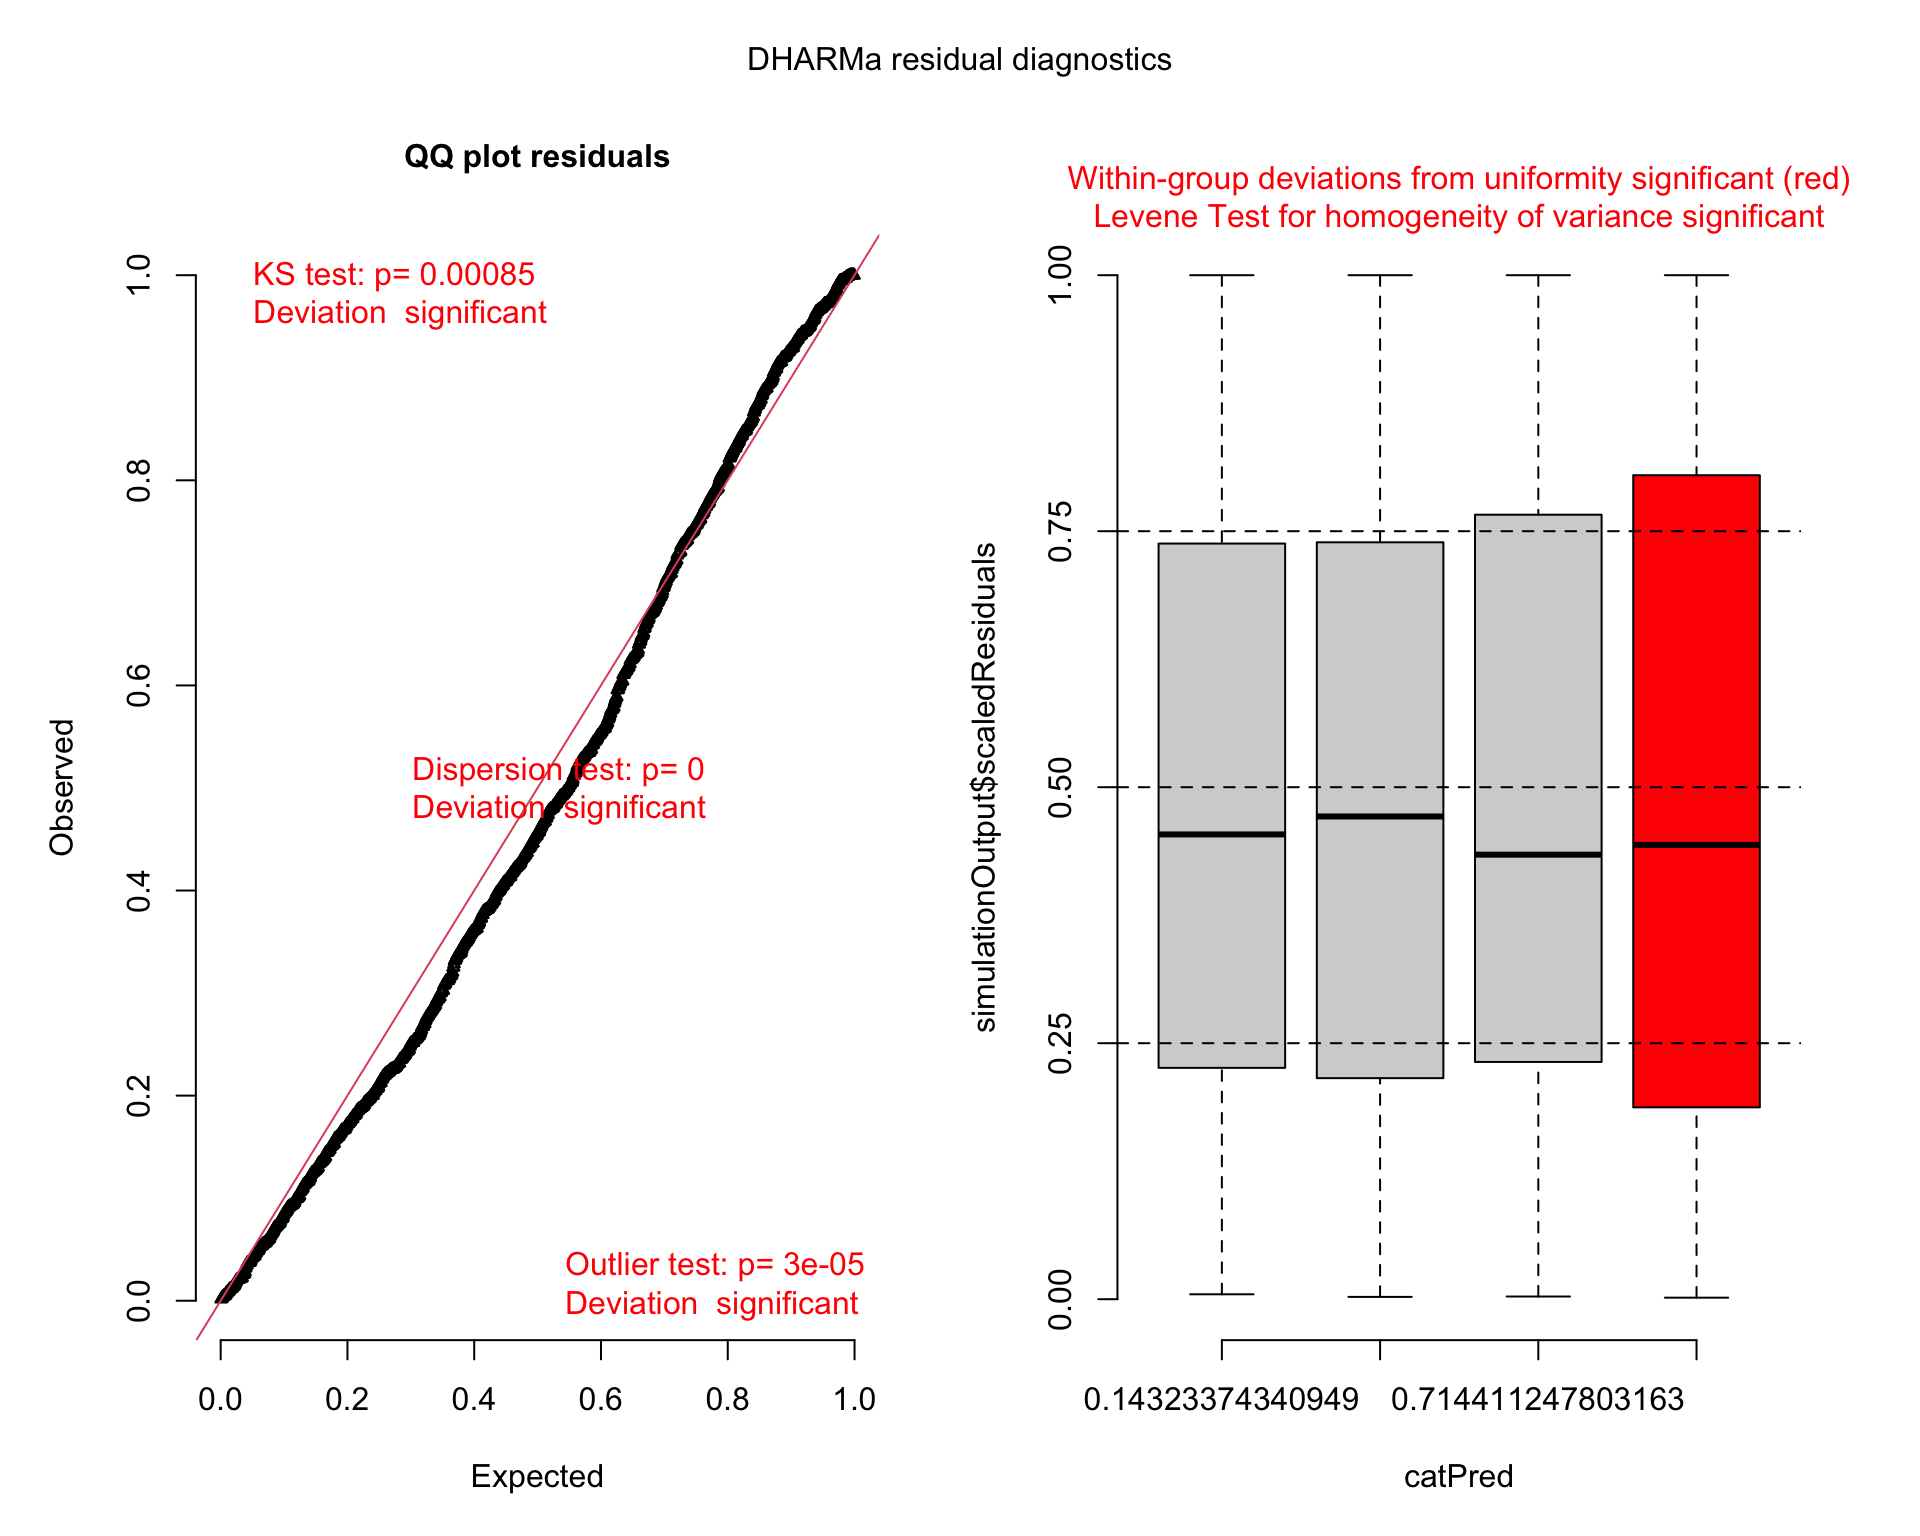 DHARMa residual diagnostics
QQ plot residuals
KS test: p= 0.00085
Deviation  significant
Dispersion test: p= 0
Deviation  significant
Outlier test: p= 3e-05
Deviation  significant
Observed
0.0
0.2
0.4
0.6
0.8
1.0
0.0 0.2 0.4 0.6 0.8 1.0
Expected
Within-group deviations from uniformity significant (red)
Levene Test for homogeneity of variance significant
simulationOutput$scaledResiduals
0.00
0.25
0.50
0.75
1.00
0.14323374340949 0.714411247803163
catPred